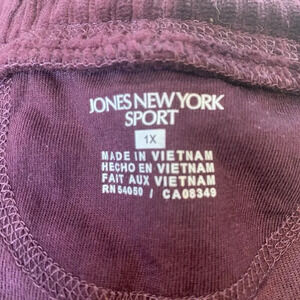 JONES NEW YORK
SPORT
1X
MADE IN VIETNAM
HECHO EN VIETNAM
FAIT AUX VIETNAM
RN 54050 / CA08349